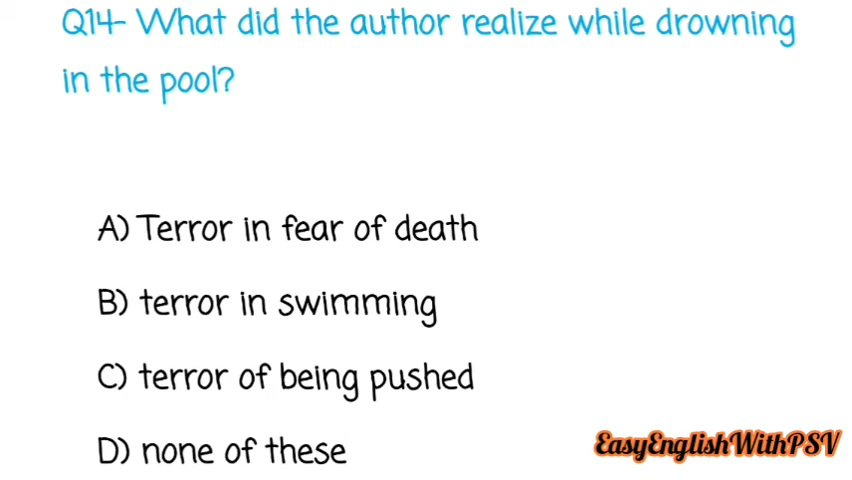 Q14- What did the author realize while drowning
in the pool?
A) Terror in fear of death
B) terror in swimming
C) terror of being pushed
D) none of these
EasyEnglishWithPSV